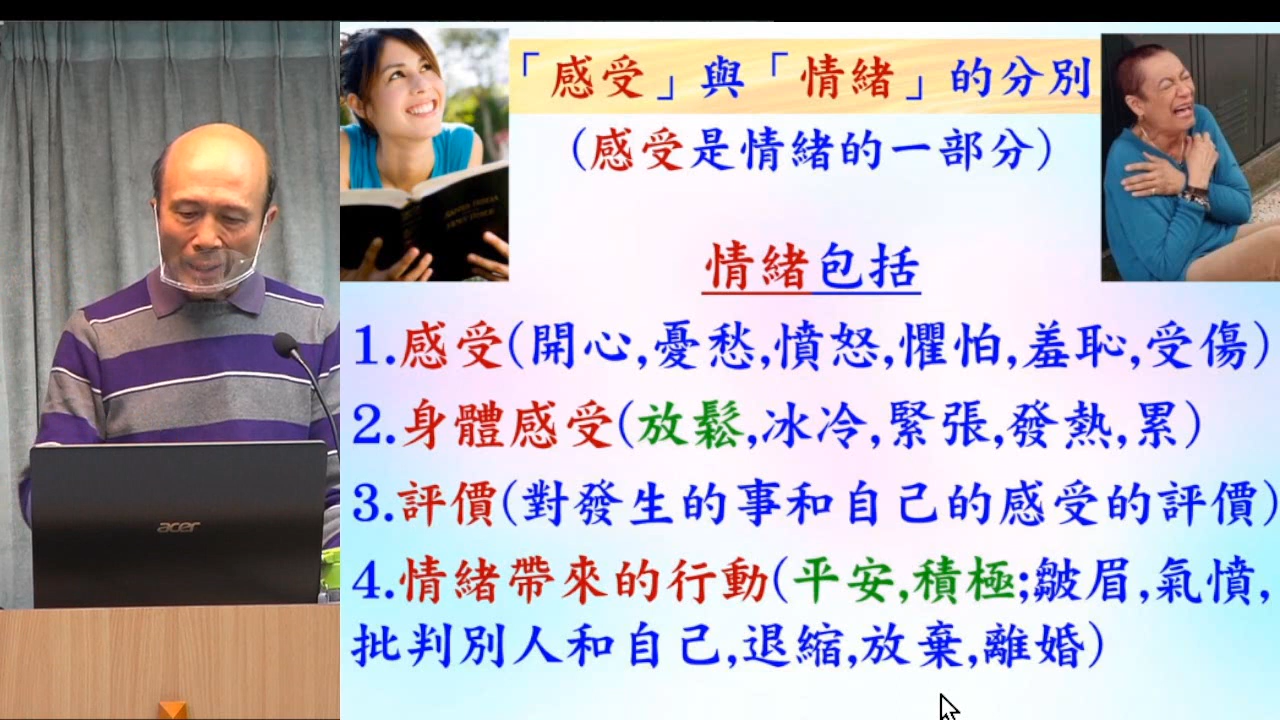 「感受」與「情緒」的分別
(感受是情緒的一部分)
情緒包括
1.感受(開心,憂愁,憤怒,懼怕,羞恥,受傷)
2.身體感受(放鬆,冰冷,緊張,發熱,累)
3.評價(對發生的事和自己的感受的評價)
4.情緒帶來的行動(平安,積極;皺眉,氣憤,
批判別人和自己,退縮,放棄,離婚)
acer